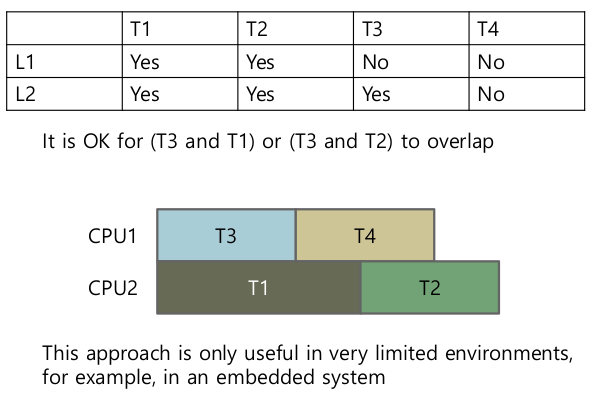 T1 T2 T3 T4
L1 Yes Yes No No
L2 Yes Yes Yes No
It is OK for (T3 and T1) or (T3 and T2) to overlap
CPU1 T3 T4
CPU2 T1 T2
This approach is only useful in very limited environments,
for example, in an embedded system